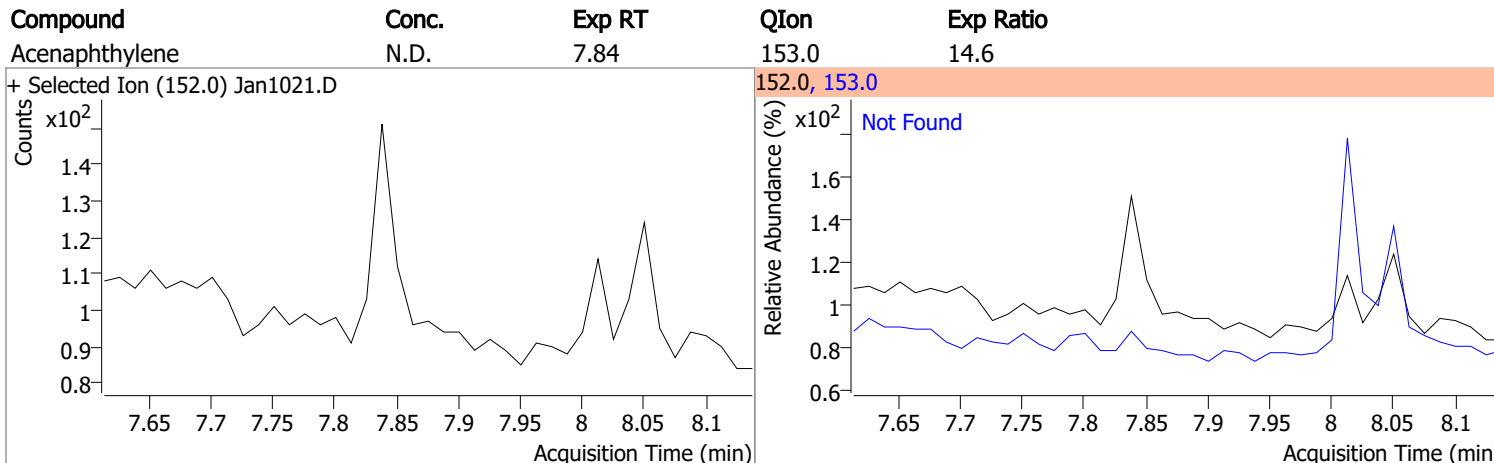 Compound Conc. Exp RT QIon Exp Ratio
Acenaphthylene N.D. 7.84 153.0 14.6
+ Selected Ion (152.0) Jan1021.D
Counts
x10²
1.4
1.3
1.2
1.1
1
0.9
0.8
7.65 7.7 7.75 7.8 7.85 7.9 7.95 8 8.05 8.1
Acquisition Time (min)
152.0, 153.0
Relative Abundance (%)
x10²
Not Found
1.6
1.4
1.2
1
0.8
0.6
7.65 7.7 7.75 7.8 7.85 7.9 7.95 8 8.05 8.1
Acquisition Time (min